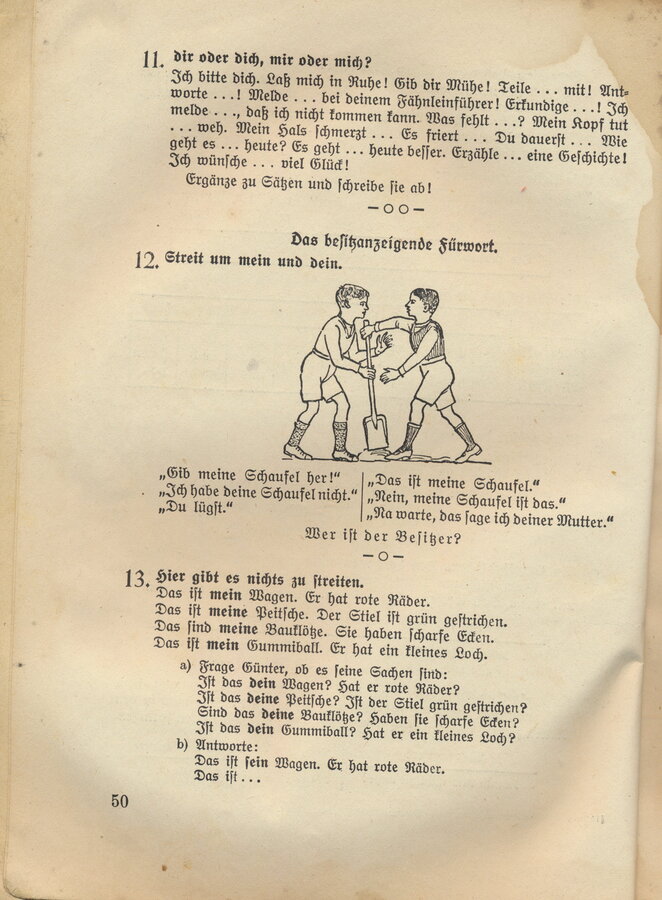 11. dir oder dich, mir oder mich?
Ich bitte dich. Laß mich in Ruhe! Gib dir Mühe! Teile ... mit! Ant-
worte ...! Melde ... bei deinem Fähnleinführer! Erkundige ...! Ich
melde ..., daß ich nicht kommen kann. Was fehlt ...? Mein Kopf tut
... weh. Mein Hals schmerzt ... Es friert ... Du dauerst ... Wie
geht es ... heute? Es geht ... heute besser. Erzähle ... eine Geschichte!
Ich wünsche ... viel Glück!
Ergänze zu Sätzen und schreibe sie ab!
Das besitzanzeigende Fürwort.
12. Streit um mein und dein.
„Gib meine Schaufel her!“
„Ich habe deine Schaufel nicht.“
„Du lügst.“
„Das ist meine Schaufel.“
„Nein, meine Schaufel ist das.“
„Na warte, das sage ich deiner Mutter.“
Wer ist der Besitzer?
13. Hier gibt es nichts zu streiten.
Das ist mein Wagen. Er hat rote Räder.
Das ist meine Peitsche. Der Stiel ist grün gestrichen.
Das sind meine Bauklötze. Sie haben scharfe Ecken.
Das ist mein Gummiball. Er hat ein kleines Loch.
a) Frage Günter, ob es seine Sachen sind:
Ist das dein Wagen? Hat er rote Räder?
Ist das deine Peitsche? Ist der Stiel grün gestrichen?
Sind das deine Bauklötze? Haben sie scharfe Ecken?
Ist das dein Gummiball? Hat er ein kleines Loch?
b) Antworte:
Das ist sein Wagen. Er hat rote Räder.
Das ist ...
50